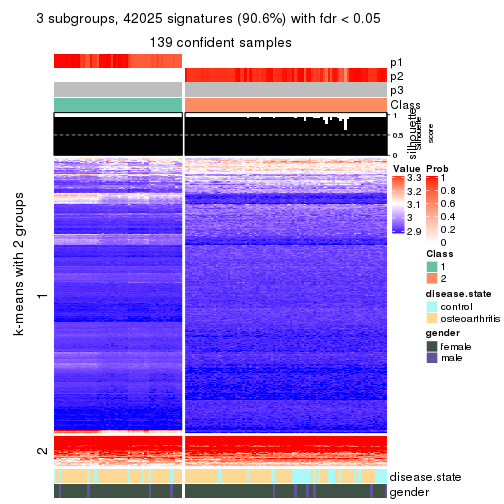 3 subgroups, 42025 signatures (90.6%) with fdr < 0.05
139 confident samples
p1
p2
p3
Class
silhouette
silhouette
score
1
0.5
0
k-means with 2 groups
1
2
Value
3.3
3.2
3.1
3
2.9
Prob
1
0.8
0.6
0.4
0.2
0
Class
1
2
disease.state
control
osteoarthritis
gender
female
male
disease.state
gender